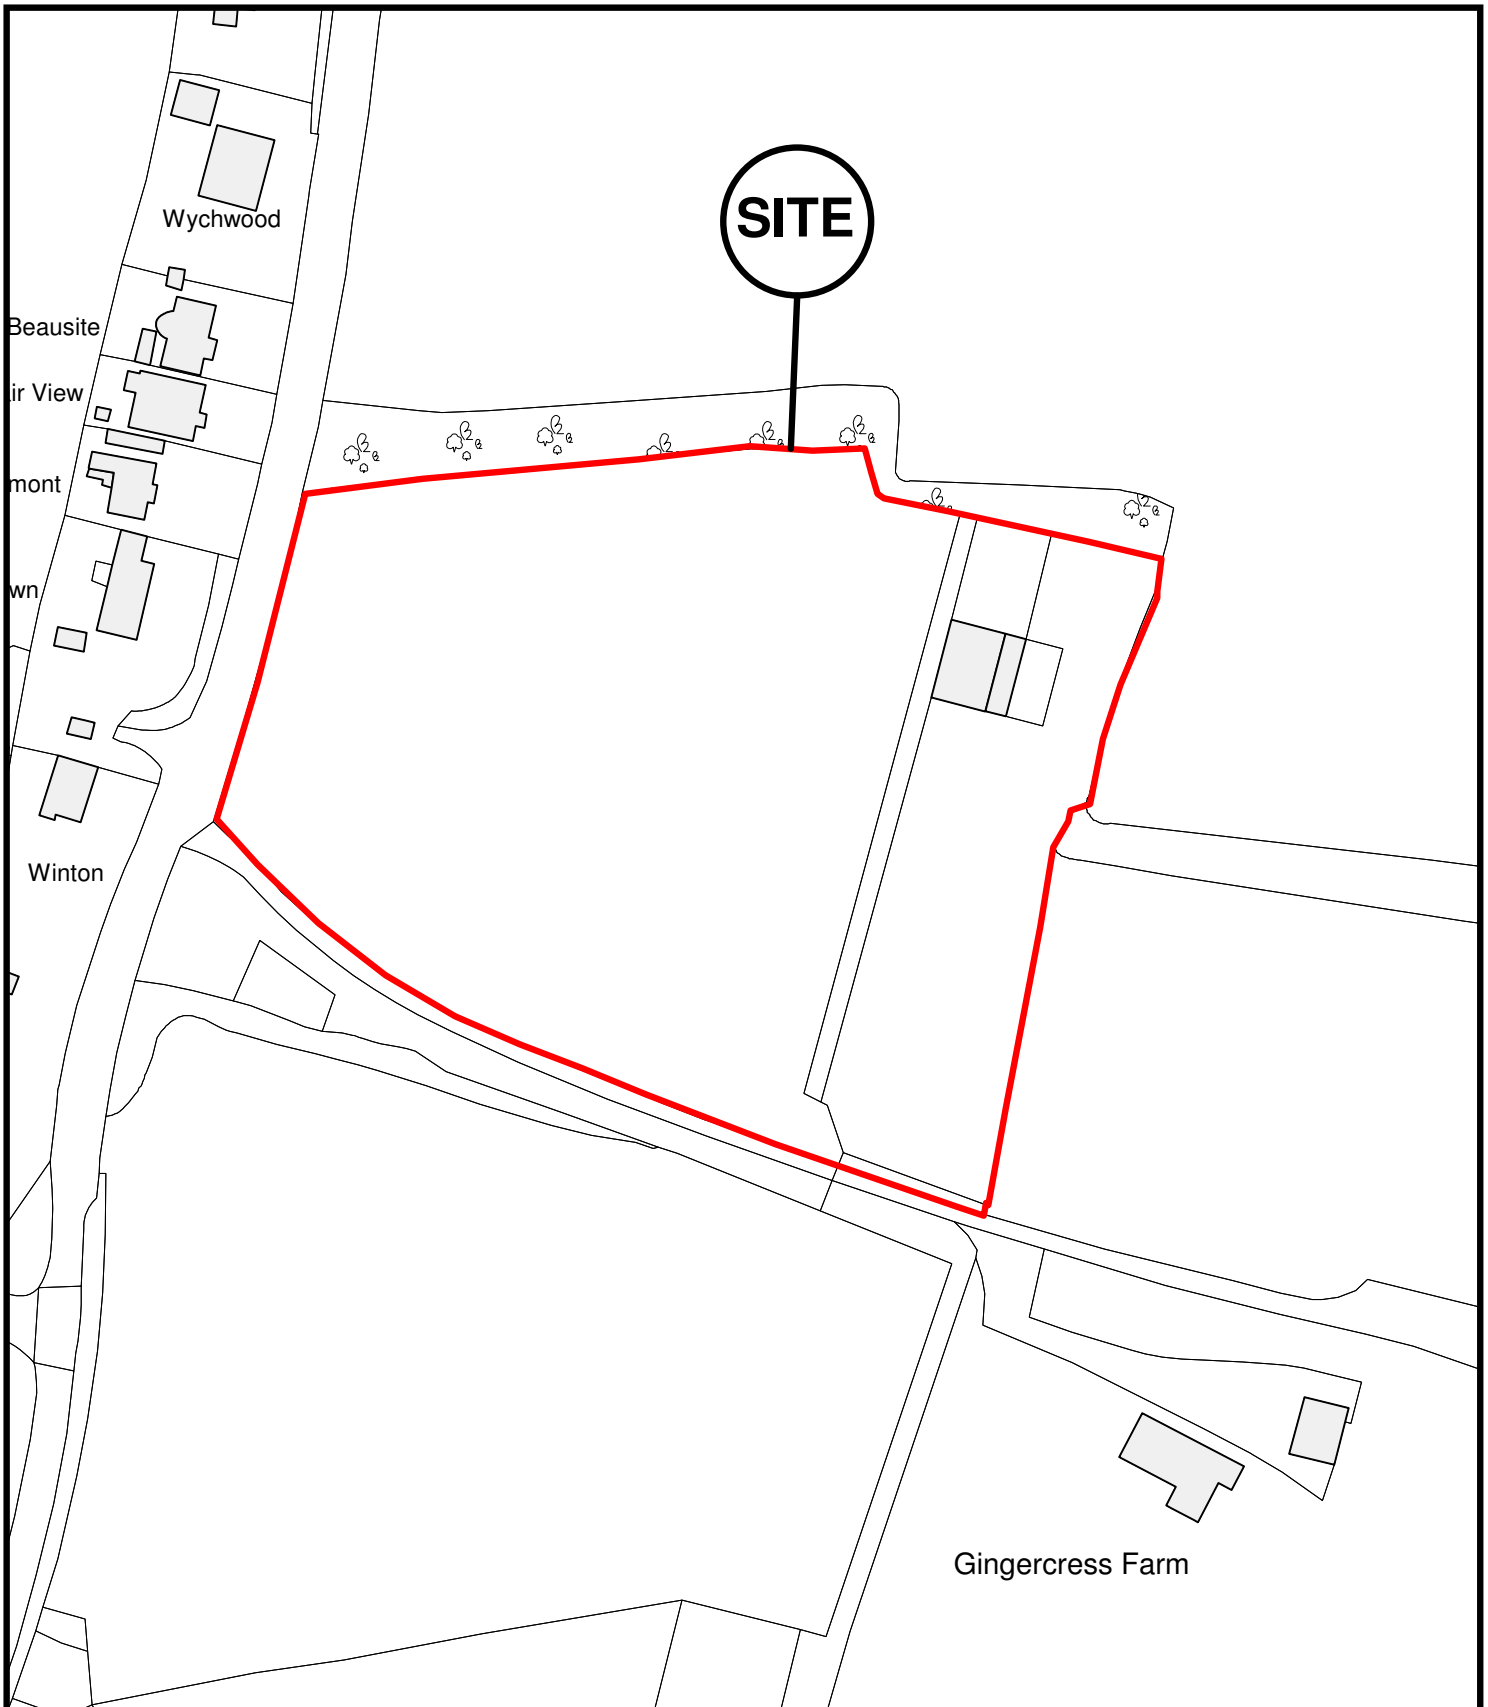 SITE
Wychwood
Beausite
ir View
mont
wn
Winton
Gingercress Farm